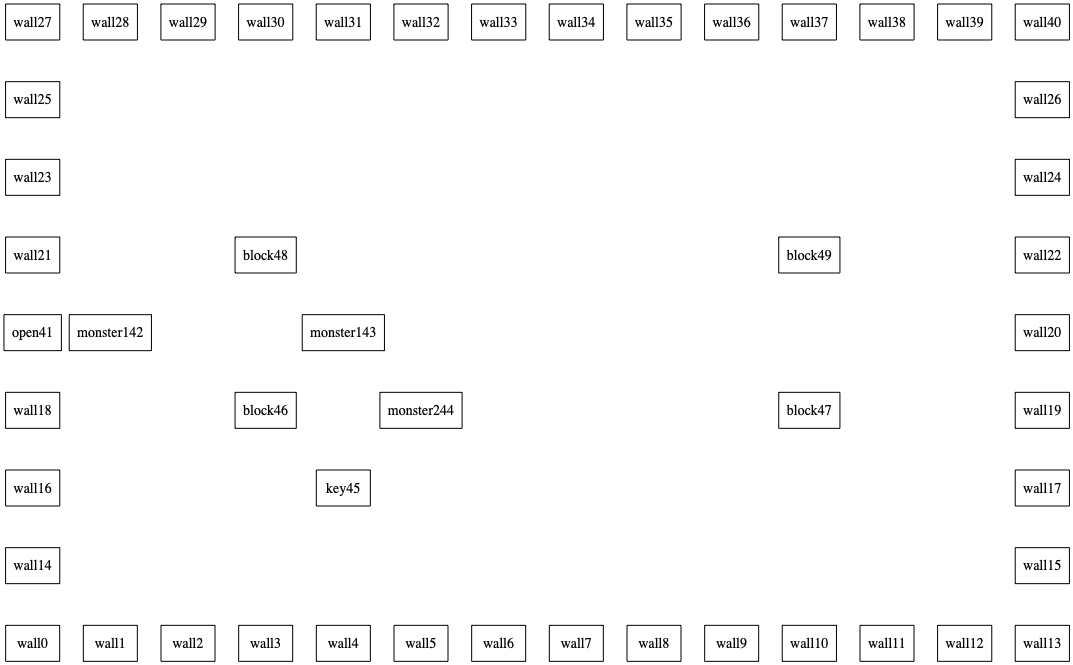 wall27 wall28 wall29 wall30 wall31 wall32 wall33 wall34 wall35 wall36 wall37 wall38 wall39 wall40
wall25 wall26
wall23 wall24
wall21 block48 block49 wall22
open41 monster142 monster143 wall20
wall18 block46 monster244 block47 wall19
wall16 key45 wall17
wall14 wall15
wall0 wall1 wall2 wall3 wall4 wall5 wall6 wall7 wall8 wall9 wall10 wall11 wall12 wall13